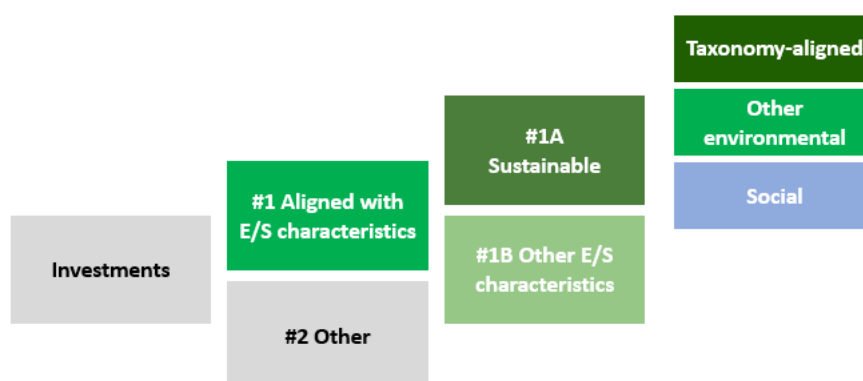 Investments
#1 Aligned with
E/S characteristics
#2 Other
#1A
Sustainable
#1B Other E/S
characteristics
Taxonomy-aligned
Other
environmental
Social